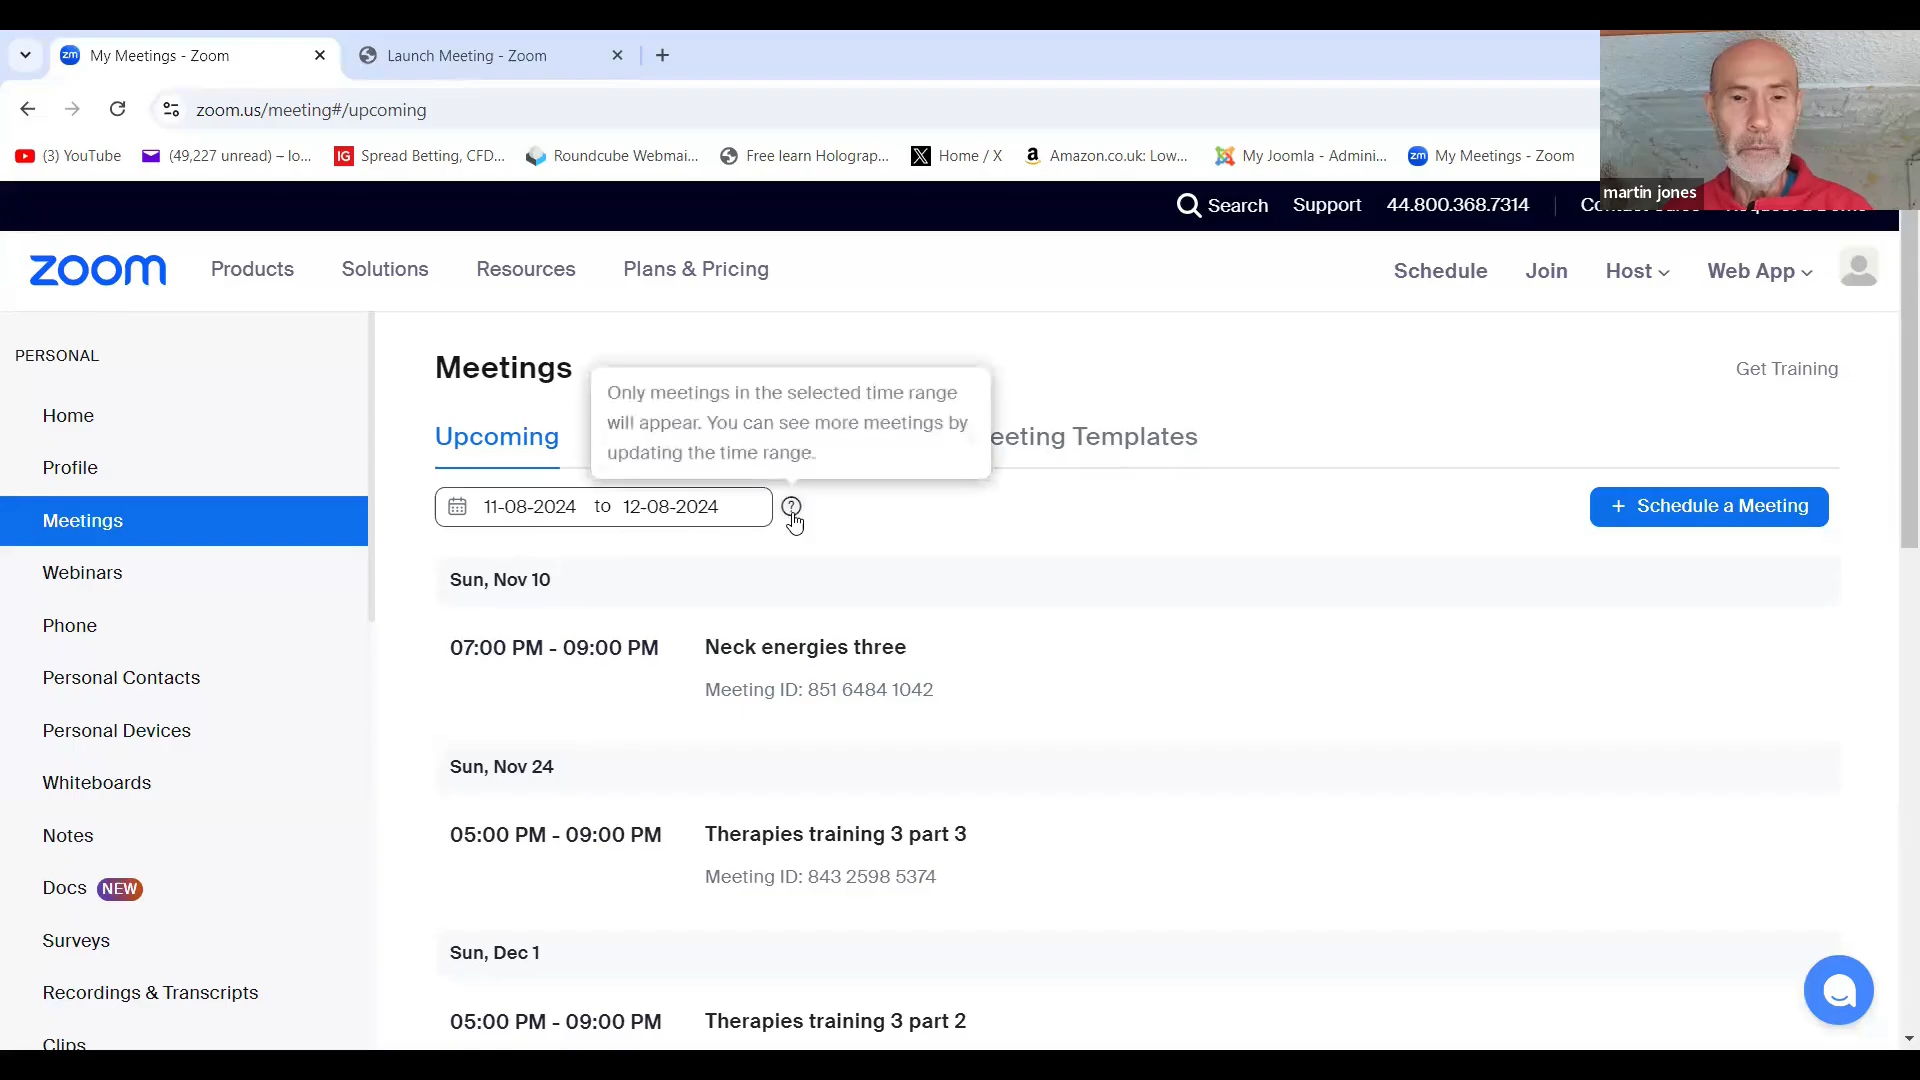 zm My Meetings - Zoom
Launch Meeting - Zoom
zoom.us/meeting#/upcoming
(3) YouTube
(49,227 unread) – lo...
IG Spread Betting, CFD...
Roundcube Webmai...
Free learn Holograp...
Home / X
Amazon.co.uk: Low...
My Joomla - Admini...
zm My Meetings - Zoom
martin jones
Search
Support
44.800.368.7314
zoom
Products
Solutions
Resources
Plans & Pricing
Schedule
Join
Host
Web App
PERSONAL
Home
Profile
Meetings
Webinars
Phone
Personal Contacts
Personal Devices
Whiteboards
Notes
Docs NEW
Surveys
Recordings & Transcripts
Clips
Meetings
Get Training
Only meetings in the selected time range
will appear. You can see more meetings by
updating the time range.
Upcoming
eeting Templates
11-08-2024 to 12-08-2024
?
+ Schedule a Meeting
Sun, Nov 10
07:00 PM - 09:00 PM
Neck energies three
Meeting ID: 851 6484 1042
Sun, Nov 24
05:00 PM - 09:00 PM
Therapies training 3 part 3
Meeting ID: 843 2598 5374
Sun, Dec 1
05:00 PM - 09:00 PM
Therapies training 3 part 2